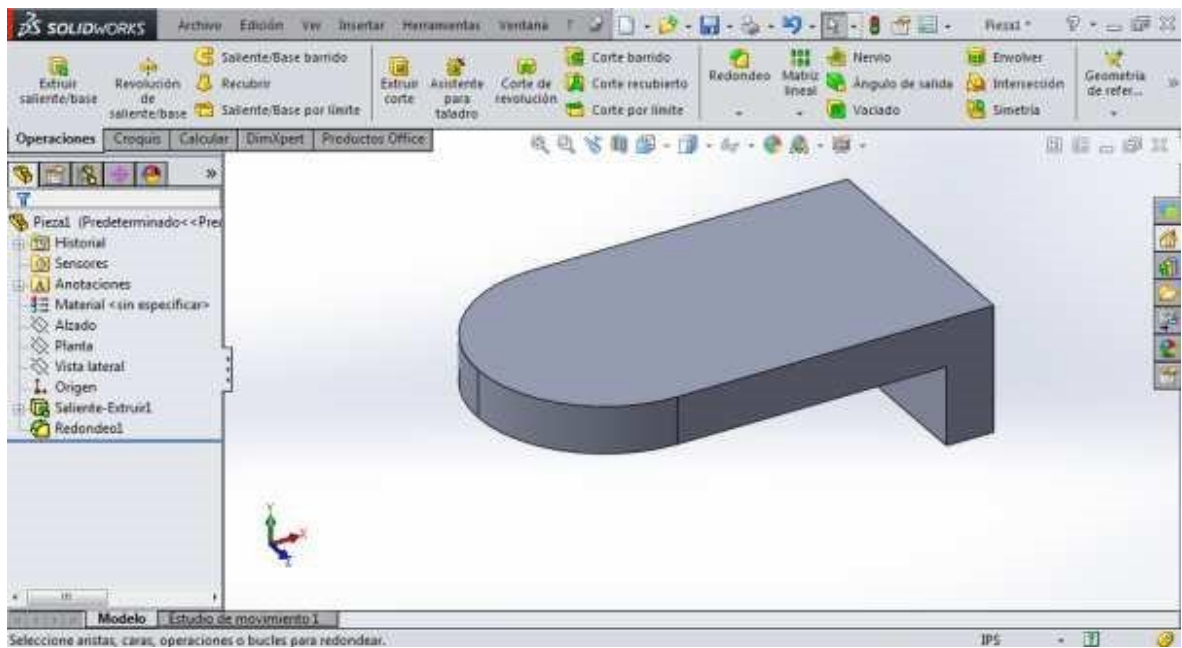 SOLIDWORKS Archivo Edición Ver Insertar Herramientas Ventana Pieza1 *
Extruir saliente/base
Revolución de saliente/base
Saliente/Base barrido
Recubrir
Saliente/Base por límite
Extruir corte
Asistente para taladro
Corte de revolución
Corte barrido
Corte recubierto
Corte por límite
Redondeo
Matriz lineal
Nervio
Ángulo de salida
Vaciado
Envolver
Intersección
Simetría
Geometría de refer...
Operaciones Croquis Calcular DimXpert Productos Office
Pieza1 (Predeterminado<<Pre
Historial
Sensores
Anotaciones
Material <sin especificar>
Alzado
Planta
Vista lateral
Origen
Saliente-Extruir1
Redondeo1
Y
X
Z
Modelo Estudio de movimiento 1
Seleccione aristas, caras, operaciones o bucles para redondear. IPS